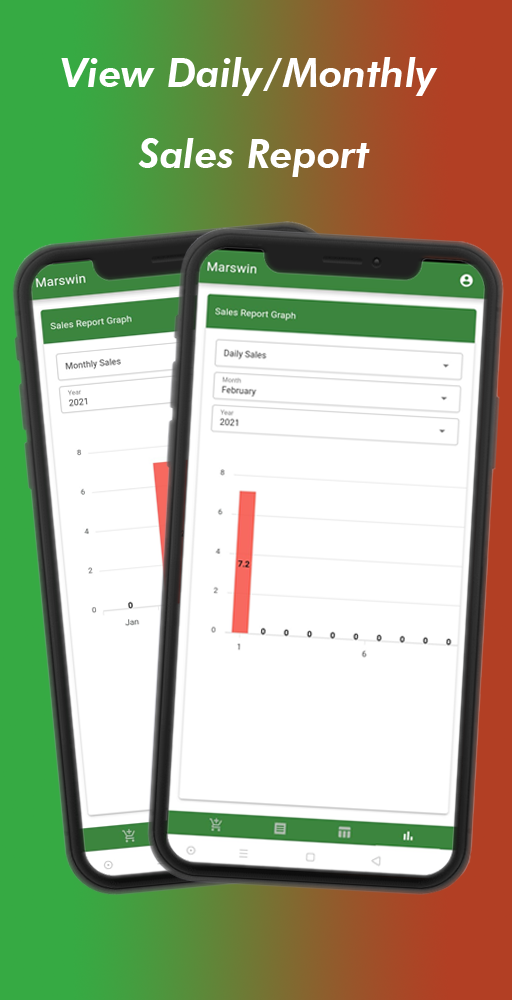 View Daily/Monthly
Sales Report
Marswin
Sales Report Graph
Monthly Sales
Year
2021
8
6
4
2
0
0
Jan
Marswin
Sales Report Graph
Daily Sales
Month
February
Year
2021
8
6
4
2
0
7.2
0 0 0 0 0 0 0 0 0
1 6